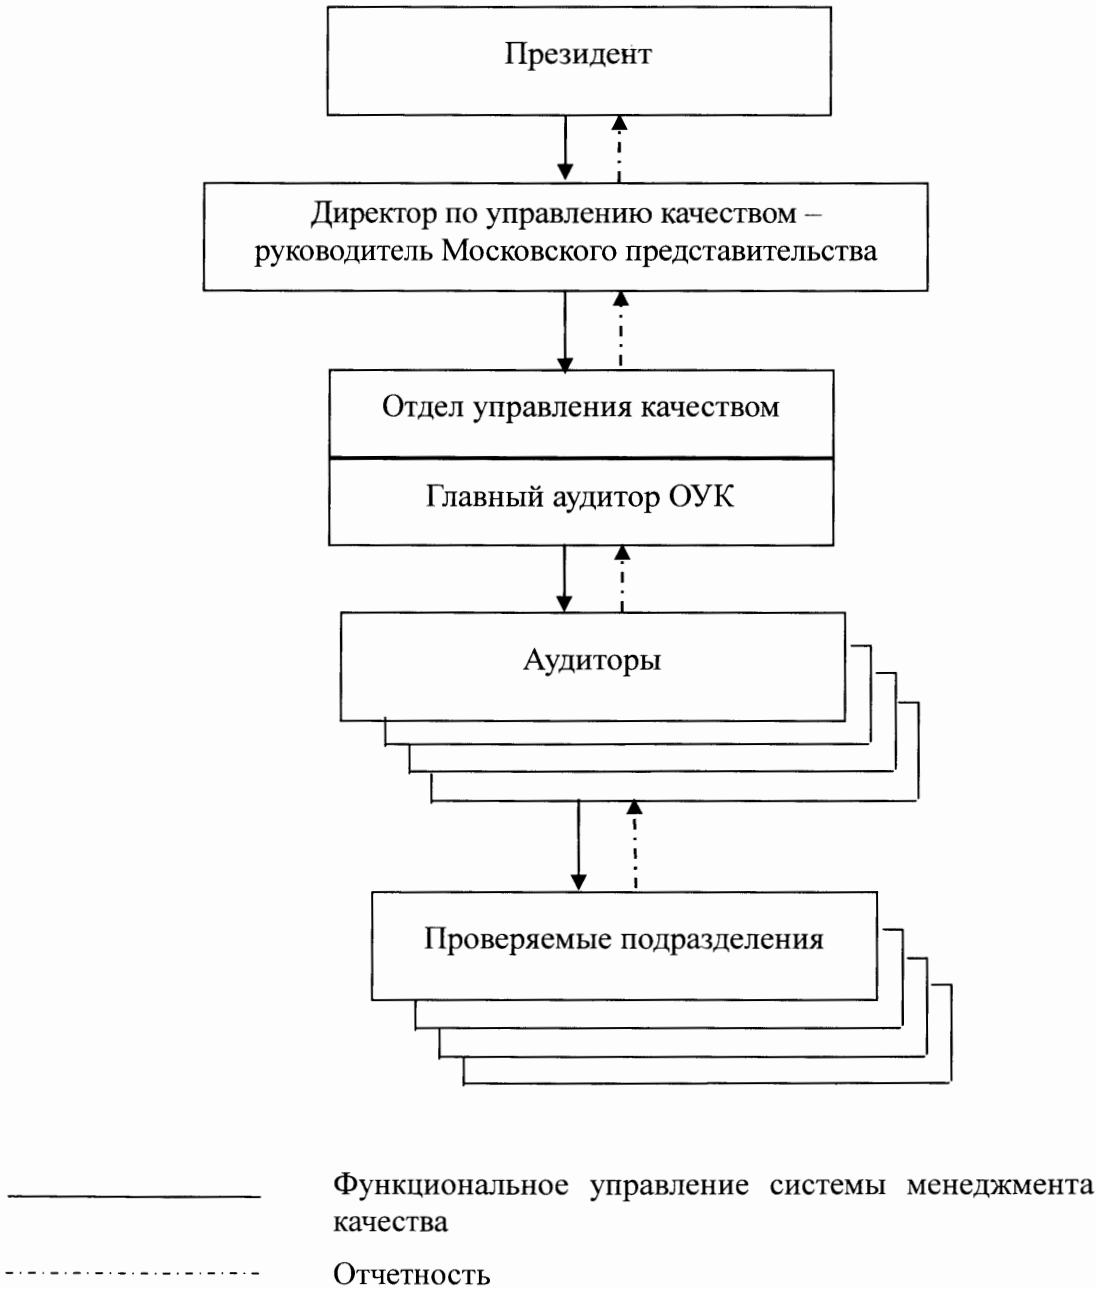 Президент
Директор по управлению качеством –
руководитель Московского представительства
Отдел управления качеством
Главный аудитор ОУК
Аудиторы
Проверяемые подразделения
Функциональное управление системы менеджмента
качества
Отчетность